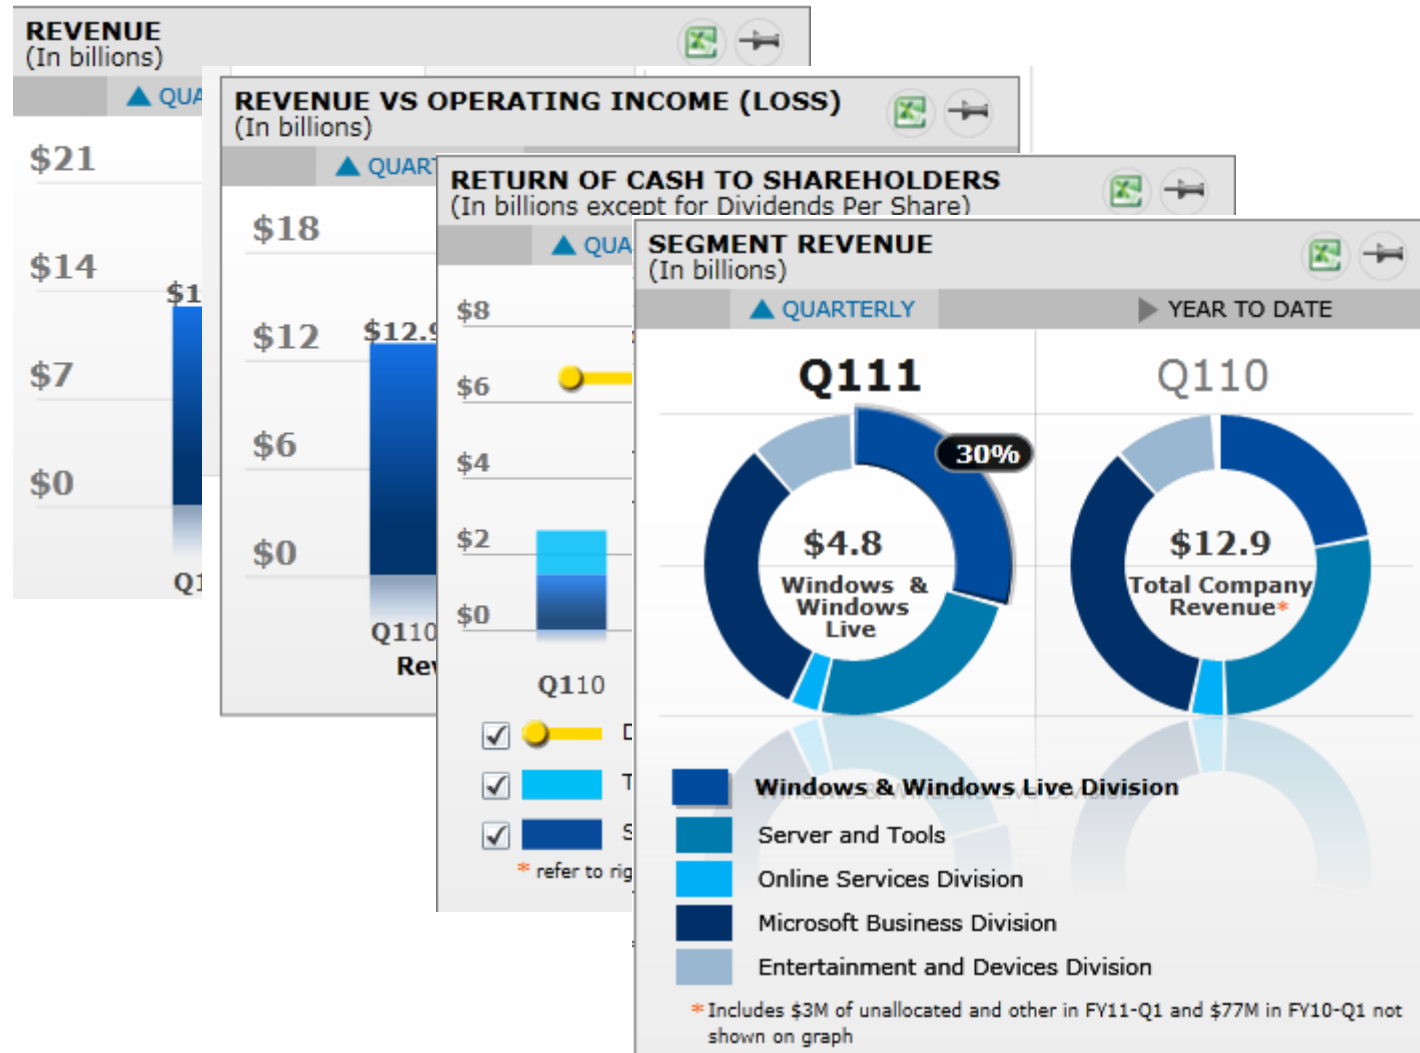 REVENUE
(In billions)
$21
$14
$7
$0
REVENUE VS OPERATING INCOME (LOSS)
(In billions)
$18
$12
$6
$0
$12.9
Q110
RETURN OF CASH TO SHAREHOLDERS
(In billions except for Dividends Per Share)
$8
$6
$4
$2
$0
Q110
* refer to
SEGMENT REVENUE
(In billions)
QUARTERLY
YEAR TO DATE
Q111
Q110
30%
$4.8
Windows &
Windows
Live
$12.9
Total Company
Revenue*
Windows & Windows Live Division
Server and Tools
Online Services Division
Microsoft Business Division
Entertainment and Devices Division
* Includes $3M of unallocated and other in FY11-Q1 and $77M in FY10-Q1 not
shown on graph